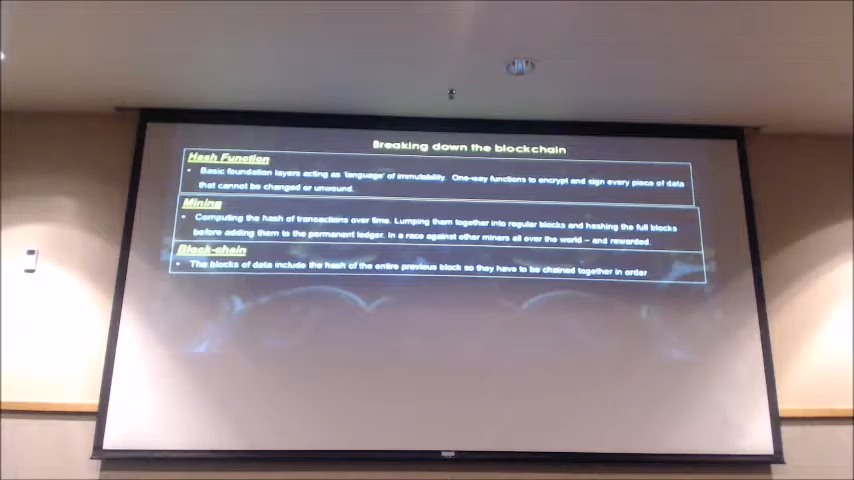 Breaking down the blockchain
Hash Function
• Basic foundation layers acting as 'language' of immutability. One-way functions to encrypt and sign every piece of data
that cannot be changed or unwound.
Mining
• Computing the hash of transactions over time. Lumping them together into regular blocks and hashing the full blocks
before adding them to the permanent ledger. In a race against other miners all over the world – and rewarded.
Block-chain
• The blocks of data include the hash of the entire previous block so they have to be chained together in order